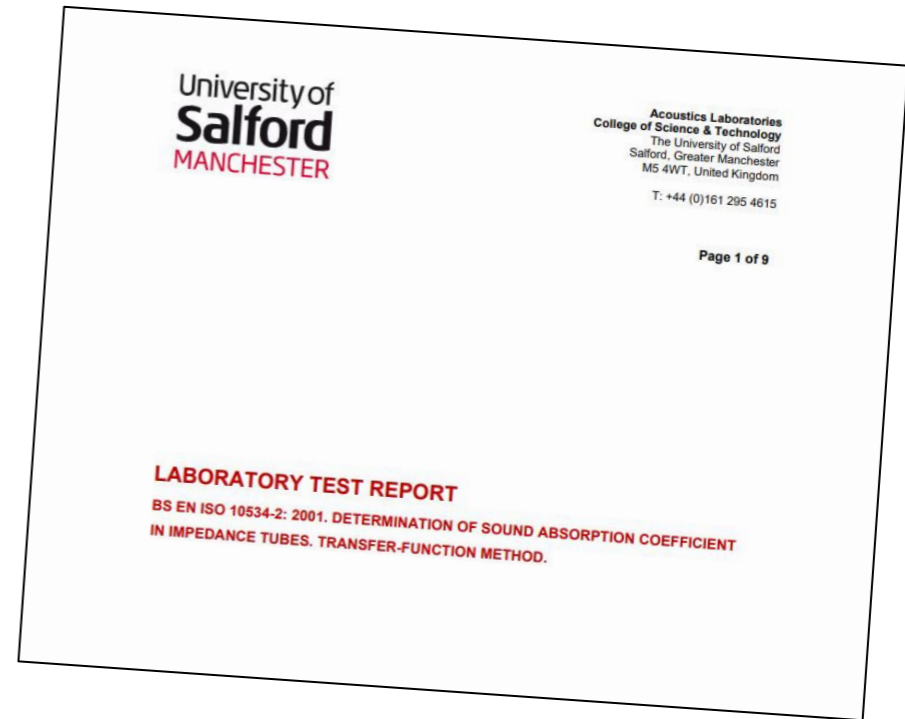 University of
Salford
MANCHESTER
Acoustics Laboratories
College of Science & Technology
The University of Salford
Salford, Greater Manchester
M5 4WT, United Kingdom
T: +44 (0)161 295 4615
Page 1 of 9
LABORATORY TEST REPORT
BS EN ISO 10534-2: 2001. DETERMINATION OF SOUND ABSORPTION COEFFICIENT
IN IMPEDANCE TUBES. TRANSFER-FUNCTION METHOD.